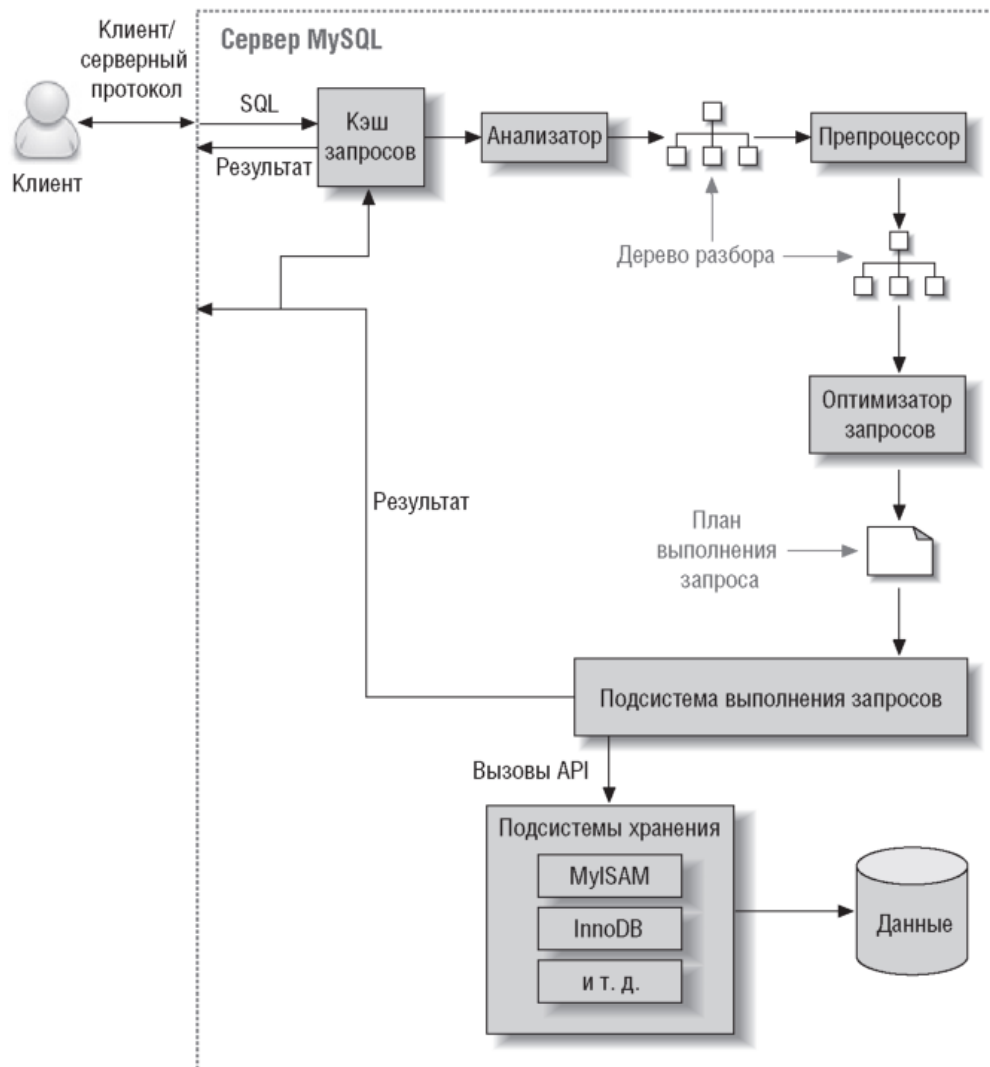 Клиент/
серверный
протокол
Сервер MySQL
SQL
Кэш
запросов
Анализатор
Препроцессор
Результат
Клиент
Дерево разбора
Оптимизатор
запросов
Результат
План
выполнения
запроса
Подсистема выполнения запросов
Вызовы API
Подсистемы хранения
MyISAM
InnoDB
и т. д.
Данные